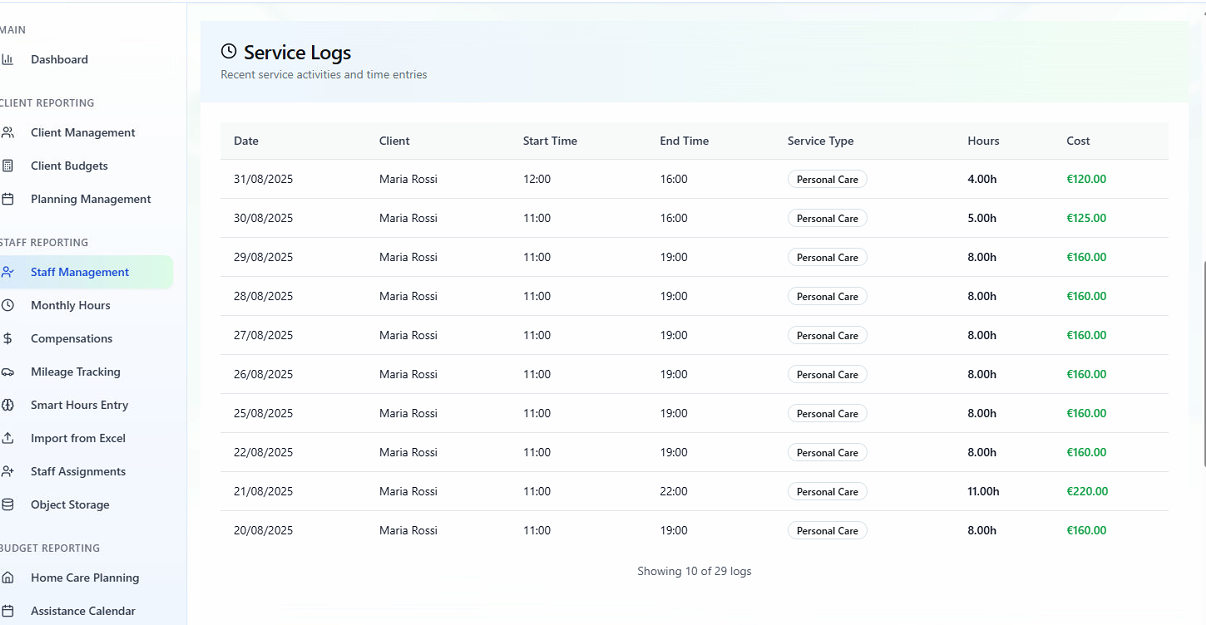 MAIN
Dashboard
CLIENT REPORTING
Client Management
Client Budgets
Planning Management
STAFF REPORTING
Staff Management
Monthly Hours
Compensations
Mileage Tracking
Smart Hours Entry
Import from Excel
Staff Assignments
Object Storage
BUDGET REPORTING
Home Care Planning
Assistance Calendar
Service Logs
Recent service activities and time entries
Date Client Start Time End Time Service Type Hours Cost
31/08/2025 Maria Rossi 12:00 16:00 Personal Care 4.00h €120.00
30/08/2025 Maria Rossi 11:00 16:00 Personal Care 5.00h €125.00
29/08/2025 Maria Rossi 11:00 19:00 Personal Care 8.00h €160.00
28/08/2025 Maria Rossi 11:00 19:00 Personal Care 8.00h €160.00
27/08/2025 Maria Rossi 11:00 19:00 Personal Care 8.00h €160.00
26/08/2025 Maria Rossi 11:00 19:00 Personal Care 8.00h €160.00
25/08/2025 Maria Rossi 11:00 19:00 Personal Care 8.00h €160.00
22/08/2025 Maria Rossi 11:00 19:00 Personal Care 8.00h €160.00
21/08/2025 Maria Rossi 11:00 22:00 Personal Care 11.00h €220.00
20/08/2025 Maria Rossi 11:00 19:00 Personal Care 8.00h €160.00
Showing 10 of 29 logs